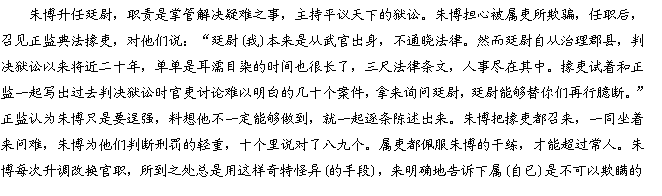 朱博升任廷尉，职责是掌管解决疑难之事，主持平议天下的狱讼。朱博担心被属吏所欺骗，任职后，
召见正监典法掾吏，对他们说：“廷尉(我)本来是从武官出身，不通晓法律。然而廷尉自从治理郡县，判
决狱讼以来将近二十年，单单是耳濡目染的时间也很长了，三尺法律条文，人事尽在其中。掾吏试着和正
监一起写出过去判决狱讼时官吏讨论难以明白的几十个案件，拿来询问廷尉，廷尉能够替你们再行臆断。”
正监认为朱博只是要逞强，料想他不一定能够做到，就一起逐条陈述出来。朱博把掾吏都召来，一同坐着
来问难，朱博为他们判断刑罚的轻重，十个里说对了八九个。属吏都佩服朱博的干练，才能超过常人。朱
博每次升调改换官职，所到之处总是用这样奇特怪异(的手段)，来明确地告诉下属(自己)是不可以欺瞒的